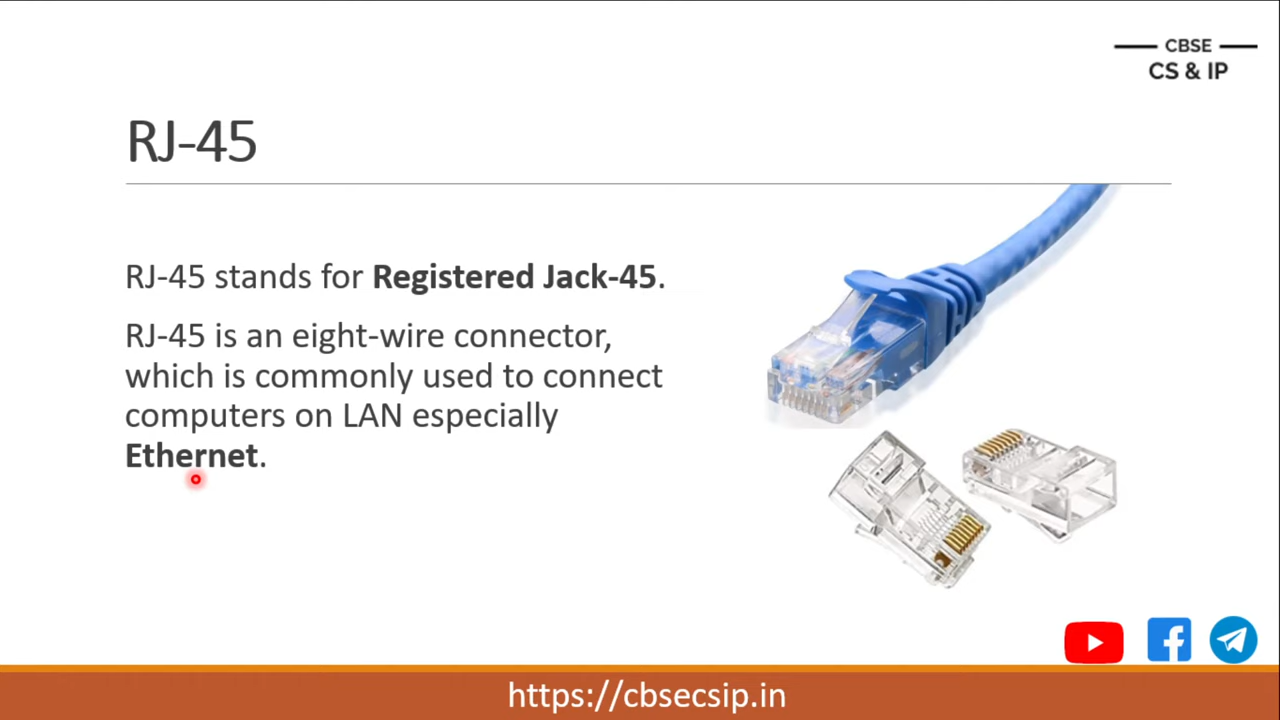 CBSE
CS & IP
RJ-45
RJ-45 stands for Registered Jack-45.
RJ-45 is an eight-wire connector,
which is commonly used to connect
computers on LAN especially
Ethernet.
https://cbsecsip.in